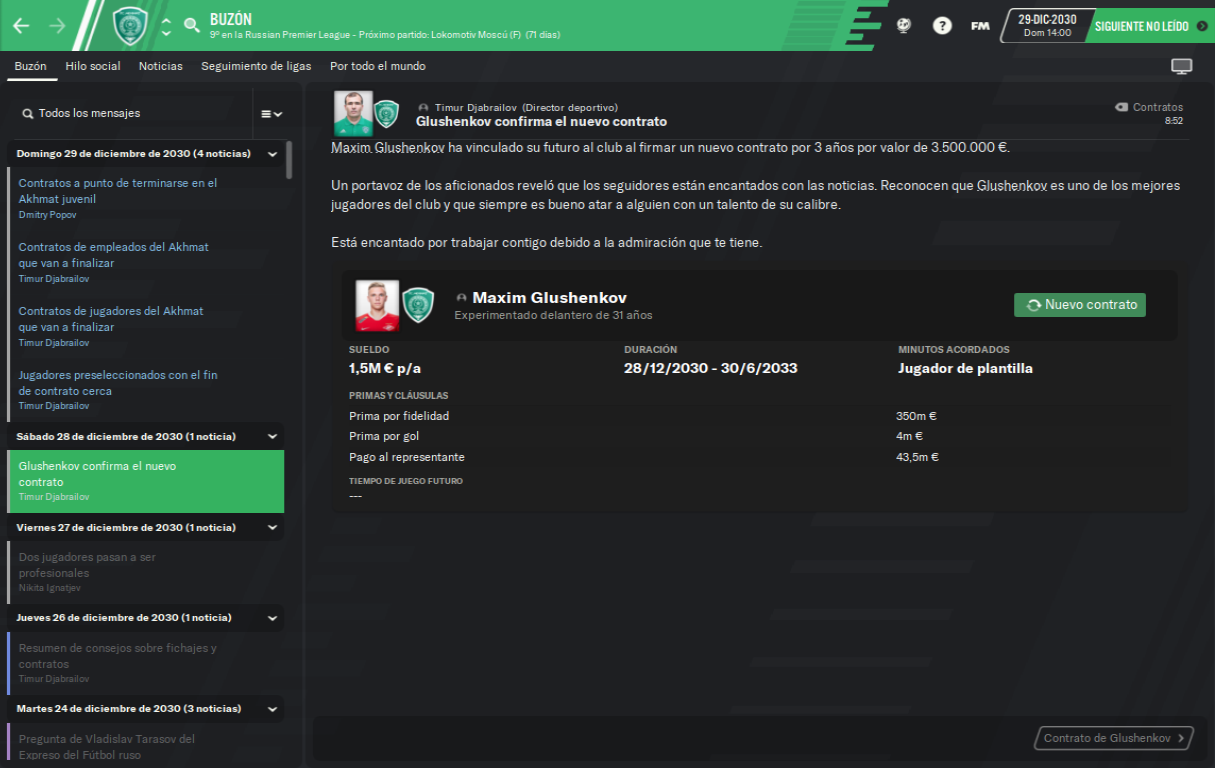 BUZÓN
9º en la Russian Premier League - Próximo partido: Lokomotiv Moscú (F) (71 días)
FM
29-DIC-2030
Dom 14:00
SIGUIENTE NO LEÍDO
Buzón
Hilo social
Noticias
Seguimiento de ligas
Por todo el mundo
Todos los mensajes
Domingo 29 de diciembre de 2030 (4 noticias)
Contratos a punto de terminarse en el
Akhmat juvenil
Dmitry Popov
Contratos de empleados del Akhmat
que van a finalizar
Timur Djabrailov
Contratos de jugadores del Akhmat
que van a finalizar
Timur Djabrailov
Jugadores preseleccionados con el fin
de contrato cerca
Timur Djabrailov
Sábado 28 de diciembre de 2030 (1 noticia)
Glushenkov confirma el nuevo
contrato
Timur Djabrailov
Viernes 27 de diciembre de 2030 (1 noticia)
Dos jugadores pasan a ser
profesionales
Nikita Ignatjev
Jueves 26 de diciembre de 2030 (1 noticia)
Resumen de consejos sobre fichajes y
contratos
Timur Djabrailov
Martes 24 de diciembre de 2030 (3 noticias)
Pregunta de Vladislav Tarasov del
Expreso del Fútbol ruso
Timur Djabrailov (Director deportivo)
Glushenkov confirma el nuevo contrato
Contratos
8:52
Maxim Glushenkov ha vinculado su futuro al club al firmar un nuevo contrato por 3 años por valor de 3.500.000 €.
Un portavoz de los aficionados reveló que los seguidores están encantados con las noticias. Reconocen que Glushenkov es uno de los mejores
jugadores del club y que siempre es bueno atar a alguien con un talento de su calibre.
Está encantado por trabajar contigo debido a la admiración que te tiene.
Maxim Glushenkov
Experimentado delantero de 31 años
Nuevo contrato
SUELDO
DURACIÓN
MINUTOS ACORDADOS
1,5M € p/a
28/12/2030 - 30/6/2033
Jugador de plantilla
PRIMAS Y CLÁUSULAS
Prima por fidelidad
350m €
Prima por gol
4m €
Pago al representante
43,5m €
TIEMPO DE JUEGO FUTURO
---
Contrato de Glushenkov